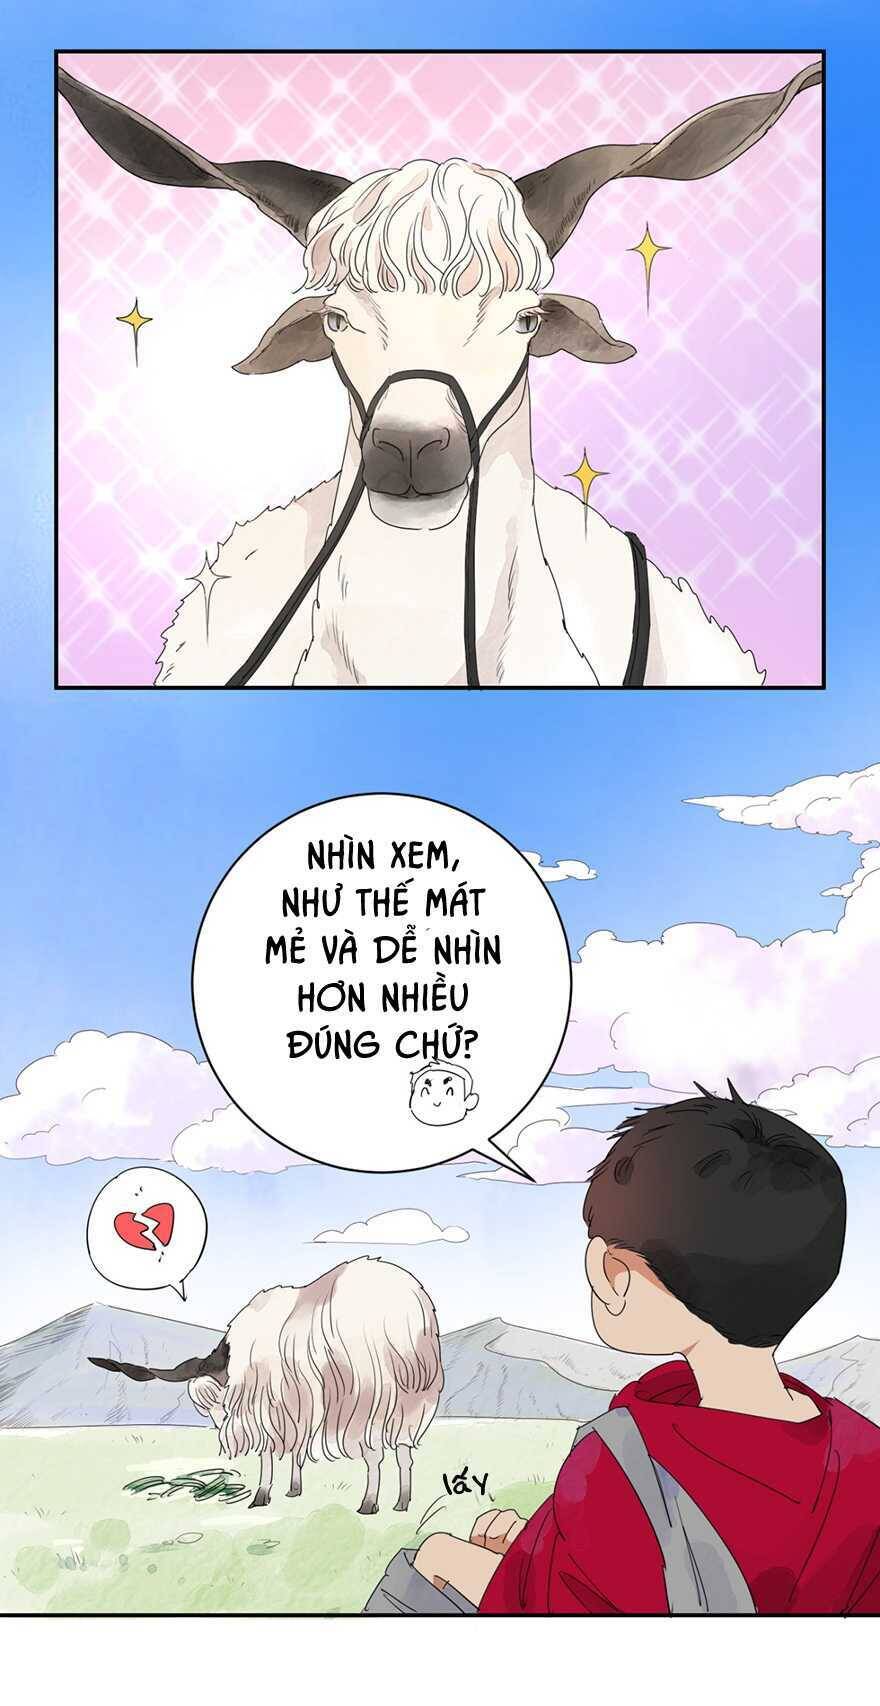 NHÌN XEM,
NHƯ THẾ MÁT
MẺ VÀ DỄ NHÌN
HƠN NHIỀU
ĐÚNG CHỨ?
lấy